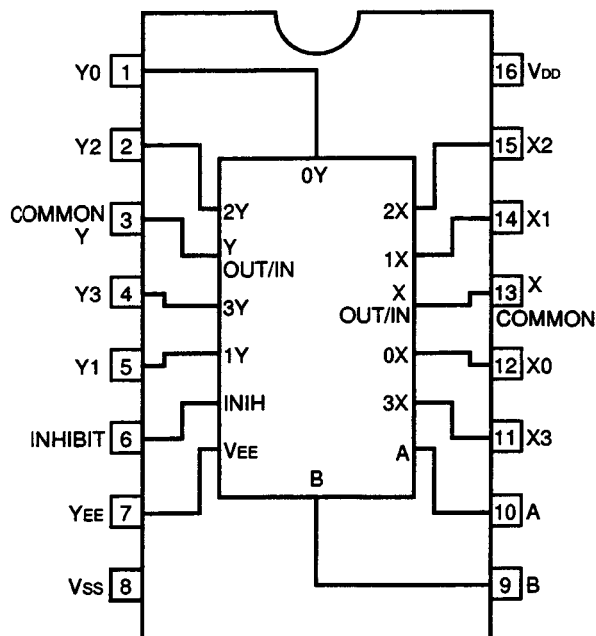 Y0 1
16 VDD
Y2 2
15 X2
0Y
COMMON
Y
3
2Y
2X
14 X1
Y
OUT/IN
1X
Y3 4
X
OUT/IN
13 X
COMMON
3Y
Y1 5
1Y
0X
12 X0
INHIBIT 6
INIH
3X
11 X3
VEE
A
B
YEE 7
10 A
VSS 8
9 B